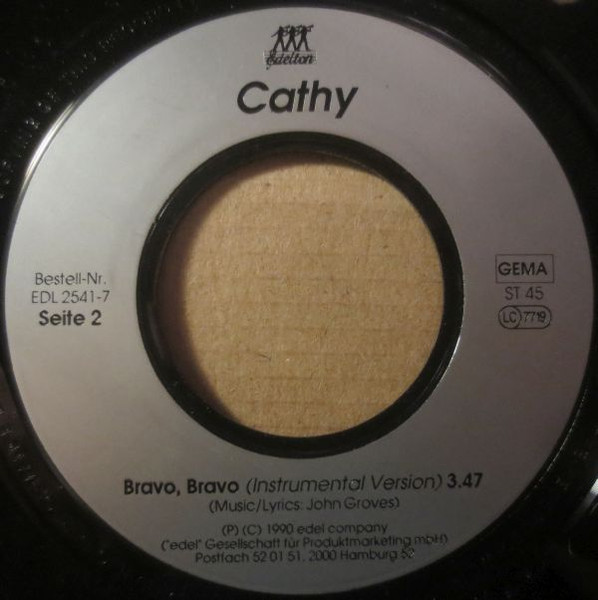 Edelton
Cathy
Bestell-Nr.
EDL 2541-7
Seite 2
GEMA
ST 45
LC 7719
Bravo, Bravo (Instrumental Version) 3.47
(Music/Lyrics: John Groves)
(P) (C) 1990 edel company
("edel" Gesellschaft für Produktmarketing mbH)
Postfach 52 01 51, 2000 Hamburg 52